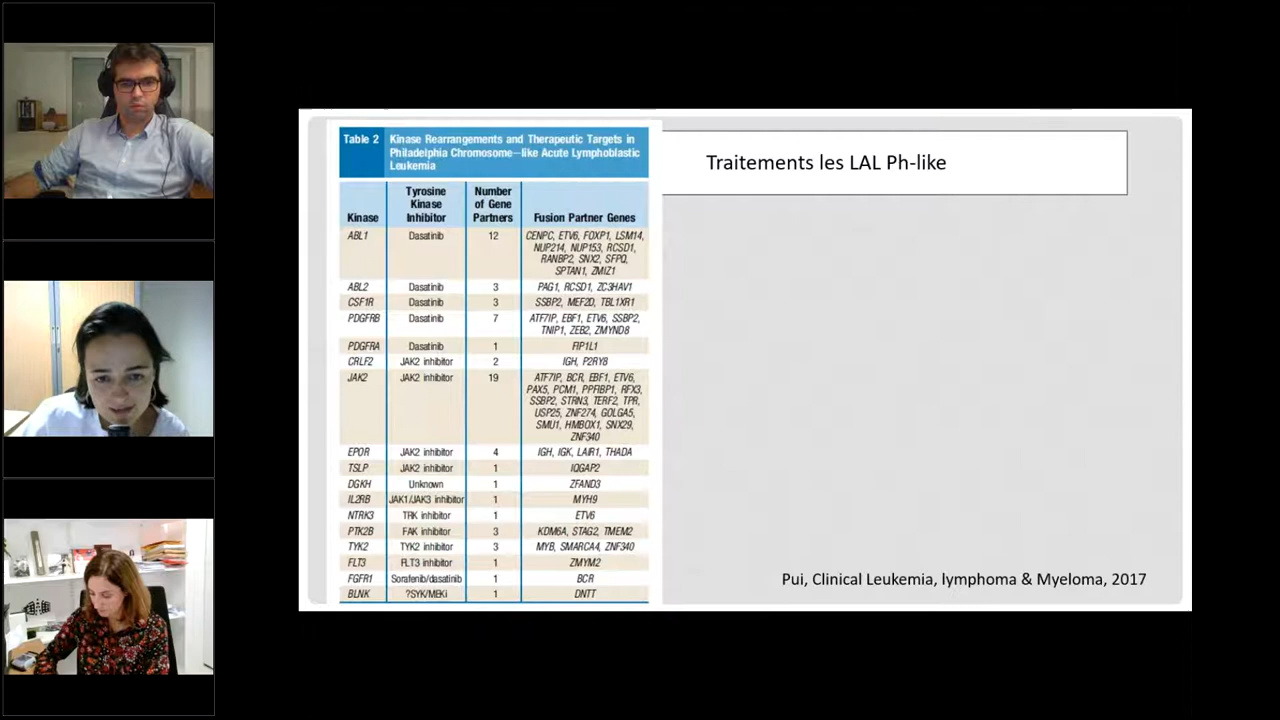 Table 2
Kinase Rearrangements and Therapeutic Targets in
Philadelphia Chromosome—like Acute Lymphoblastic
Leukemia
Kinase
Tyrosine
Kinase
Inhibitor
Number
of Gene
Partners
Fusion Partner Genes
ABL1 Dasatinib 12 CENPC, ETV6, FOXP1, LSM14,
NUP214, NUP153, RCSD1,
RANBP2, SNX2, SFPQ,
SPTAN1, ZMIZ1
ABL2 Dasatinib 3 PAG1, RCSD1, ZC3HAV1
CSF1R Dasatinib 3 SSBP2, MEF2D, TBL1XR1
PDGFRB Dasatinib 7 ATF7IP, EBF1, ETV6, SSBP2,
TNIP1, ZEB2, ZMYND8
PDGFRA Dasatinib 1 FIP1L1
CRLF2 JAK2 inhibitor 2 IGH, P2RY8
JAK2 JAK2 inhibitor 19 ATF7IP, BCR, EBF1, ETV6,
PAX5, PCM1, PPFIBP1, RFX3,
SSBP2, STRN3, TERF2, TPR,
USP25, ZNF274, GOLGA5,
SMU1, HMBOX1, SNX29,
ZNF340
EPOR JAK2 inhibitor 4 IGH, IGK, LAIR1, THADA
TSLP JAK2 inhibitor 1 IQGAP2
DGKH Unknown 1 ZFAND3
IL2RB JAK1/JAK3 inhibitor 1 MYH9
NTRK3 TRK inhibitor 1 ETV6
PTK2B FAK inhibitor 3 KDM6A, STAG2, TMEM2
TYK2 TYK2 inhibitor 3 MYB, SMARCA4, ZNF340
FLT3 FLT3 inhibitor 1 ZMYM2
FGFR1 Sorafenib/dasatinib 1 BCR
BLNK ?SYK/MEKi 1 DNTT
Traitements les LAL Ph-like
Pui, Clinical Leukemia, lymphoma & Myeloma, 2017